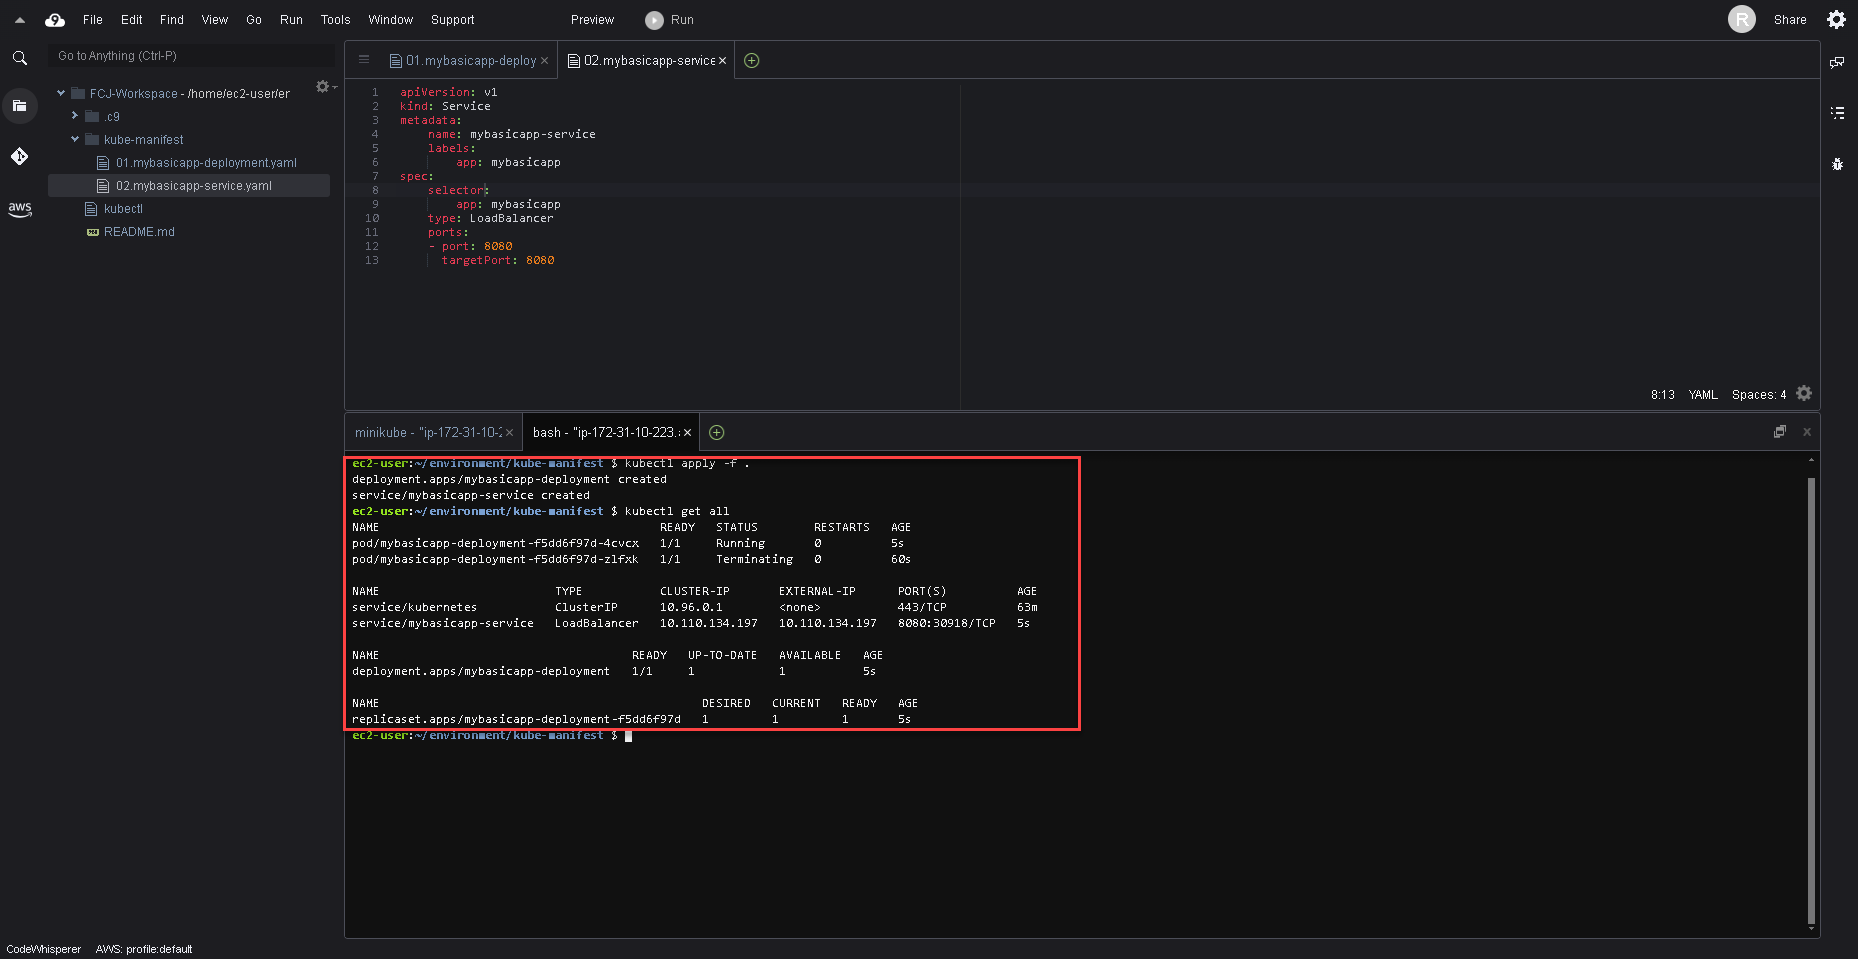 File Edit Find View Go Run Tools Window Support Preview Run R Share
Go to Anything (Ctrl-P)
FCJ-Workspace - /home/ec2-user/er
.c9
kube-manifest
01.mybasicapp-deployment.yaml
02.mybasicapp-service.yaml
kubectl
README.md
aws
01.mybasicapp-deploy
02.mybasicapp-service
1 apiVersion: v1
2 kind: Service
3 metadata:
4 name: mybasicapp-service
5 labels:
6 app: mybasicapp
7 spec:
8 selector:
9 app: mybasicapp
10 type: LoadBalancer
11 ports:
12 - port: 8080
13 targetPort: 8080
8:13 YAML Spaces: 4
minikube - "ip-172-31-10-2
bash - "ip-172-31-10-223.
ec2-user:~/environment/kube-manifest $ kubectl apply -f .
deployment.apps/mybasicapp-deployment created
service/mybasicapp-service created
ec2-user:~/environment/kube-manifest $ kubectl get all
NAME READY STATUS RESTARTS AGE
pod/mybasicapp-deployment-f5dd6f97d-4cvcx 1/1 Running 0 5s
pod/mybasicapp-deployment-f5dd6f97d-zlfxk 1/1 Terminating 0 60s
NAME TYPE CLUSTER-IP EXTERNAL-IP PORT(S) AGE
service/kubernetes ClusterIP 10.96.0.1 <none> 443/TCP 63m
service/mybasicapp-service LoadBalancer 10.110.134.197 10.110.134.197 8080:30918/TCP 5s
NAME READY UP-TO-DATE AVAILABLE AGE
deployment.apps/mybasicapp-deployment 1/1 1 1 5s
NAME DESIRED CURRENT READY AGE
replicaset.apps/mybasicapp-deployment-f5dd6f97d 1 1 1 5s
ec2-user:~/environment/kube-manifest $
CodeWhisperer AWS: profile:default